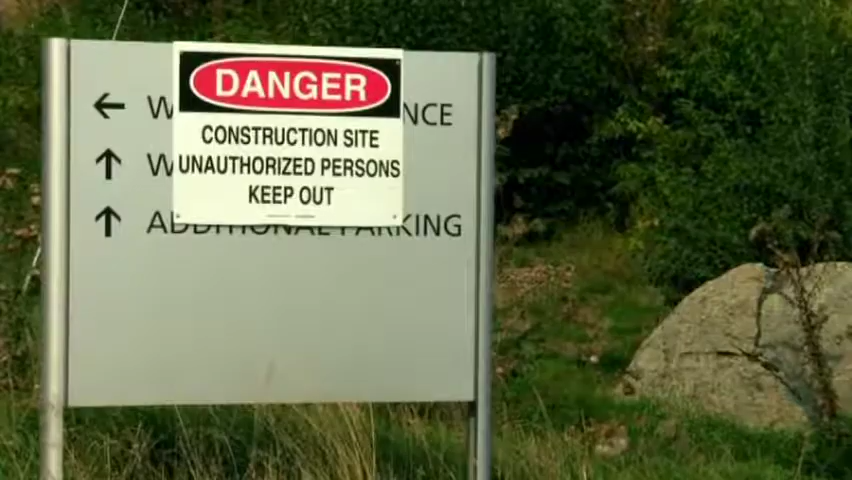 DANGER
CONSTRUCTION SITE
UNAUTHORIZED PERSONS
KEEP OUT
ADDITIONAL PARKING